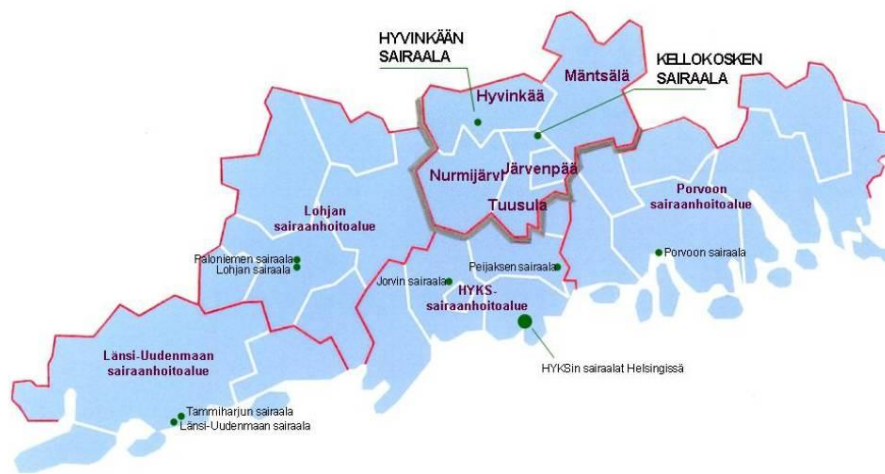 HYVINKÄÄN
SAIRAALA
KELLOKOSKEN
SAIRAALA
Mäntsälä
Hyvinkää
Nurmijärvi
Järvenpää
Tuusula
Lohjan
sairaanhoitoalue
Porvoon
sairaanhoitoalue
Paloniemen sairaala
Lohjan sairaala
Peijaksen sairaala
Porvoon sairaala
Jorvin sairaala
HYKS-
sairaanhoitoalue
Länsi-Uudenmaan
sairaanhoitoalue
HYKSin sairaalat Helsingissä
Tammiharjun sairaala
Länsi-Uudenmaan sairaala